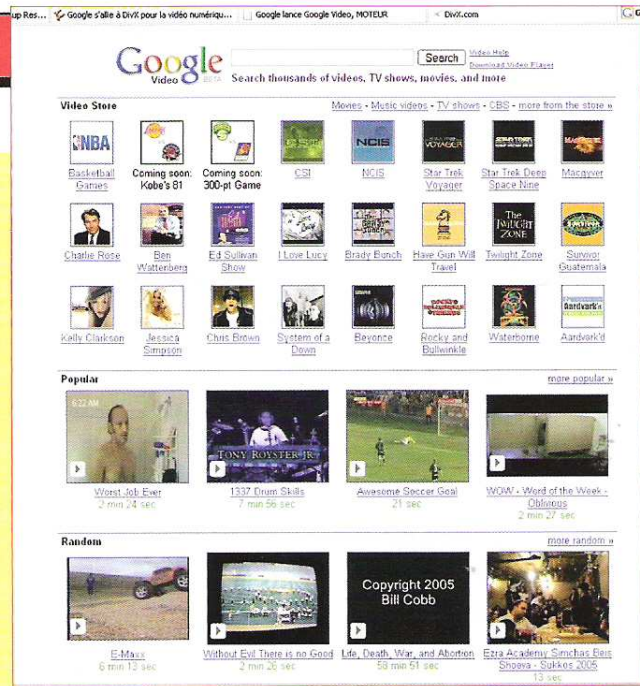 up Res...
Google s'allie à DivX pour la vidéo numériqu...
Google lance Google Video, MOTEUR
DivX.com
Google
Video BETA
Search
Video Help
Download Video Player
Search thousands of videos, TV shows, movies, and more
Video Store
Movies - Music videos - TV shows - CBS - more from the store »
NBA
CSI
NCIS
VOYAGER
MACGYVER
Basketball Games
Coming soon: Kobe's 81
Coming soon: 300-pt Game
CSI
NCIS
Star Trek Voyager
Star Trek Deep Space Nine
Macgyver
The
TWILIGHT
ZONE
Charlie Rose
Ben Wattenberg
Ed Sullivan Show
I Love Lucy
Brady Bunch
Have Gun Will Travel
Twilight Zone
Survivor Guatemala
Aardvark'd
Kelly Clarkson
Jessica Simpson
Chris Brown
System of a Down
Beyonce
Rocky and Bullwinkle
Waterborne
Aardvark'd
Popular
more popular »
6:22 AM
TONY ROYSTER JR.
Worst Job Ever
2 min 24 sec
1337 Drum Skills
7 min 56 sec
Awesome Soccer Goal
21 sec
WOW - Word of the Week - Oblivious
2 min 27 sec
Random
more random »
Copyright 2005
Bill Cobb
E-Maxx
6 min 13 sec
Without Evil There is no Good
2 min 26 sec
Life, Death, War, and Abortion
58 min 51 sec
Ezra Academy Simchas Beis Shoeva - Sukkos 2005
13 sec